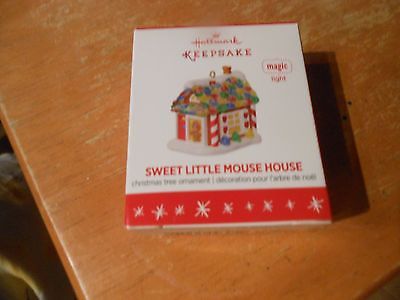 Hallmark
KEEPSAKE
magic
light
SWEET LITTLE MOUSE HOUSE
christmas tree ornament | décoration pour l'arbre de noël